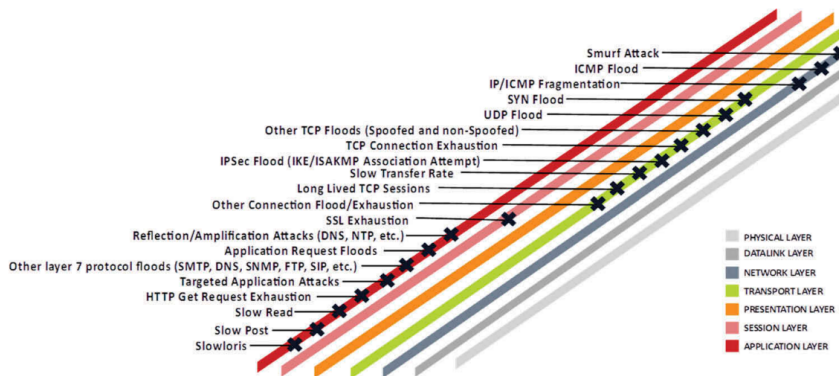 Smurf Attack
ICMP Flood
IP/ICMP Fragmentation
SYN Flood
UDP Flood
Other TCP Floods (Spoofed and non-Spoofed)
TCP Connection Exhaustion
IPSec Flood (IKE/ISAKMP Association Attempt)
Slow Transfer Rate
Long Lived TCP Sessions
Other Connection Flood/Exhaustion
SSL Exhaustion
Reflection/Amplification Attacks (DNS, NTP, etc.)
Application Request Floods
Other layer 7 protocol floods (SMTP, DNS, SNMP, FTP, SIP, etc.)
Targeted Application Attacks
HTTP Get Request Exhaustion
Slow Read
Slow Post
Slowloris
PHYSICAL LAYER
DATALINK LAYER
NETWORK LAYER
TRANSPORT LAYER
PRESENTATION LAYER
SESSION LAYER
APPLICATION LAYER